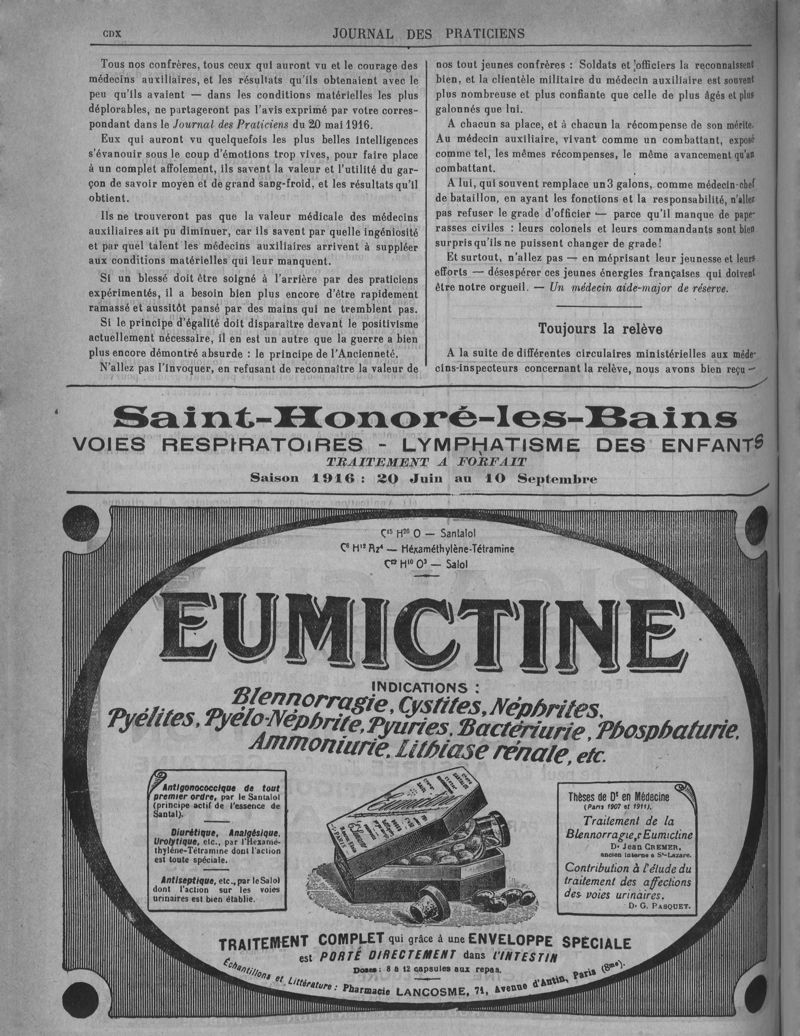 CDX
JOURNAL DES PRATICIENS
Tous nos confrères, tous ceux qui auront vu et le courage des
médecins auxiliaires, et les résultats qu'ils obtenaient avec le
peu qu'ils avaient — dans les conditions matérielles les plus
déplorables, ne partageront pas l'avis exprimé par votre corres-
pondant dans le Journal des Praticiens du 20 mai 1916.
Eux qui auront vu quelquefois les plus belles intelligences
s'évanouir sous le coup d'émotions trop vives, pour faire place
à un complet affolement, ils savent la valeur et l'utilité du gar-
çon de savoir moyen et de grand sang-froid, et les résultats qu'il
obtient.
Ils ne trouveront pas que la valeur médicale des médecins
auxiliaires ait pu diminuer, car ils savent par quelle ingéniosité
et par quel talent les médecins auxiliaires arrivent à suppléer
aux conditions matérielles qui leur manquent.
Si un blessé doit être soigné à l'arrière par des praticiens
expérimentés, il a besoin bien plus encore d'être rapidement
ramassé et aussitôt pansé par des mains qui ne tremblent pas.
Si le principe d'égalité doit disparaître devant le positivisme
actuellement nécessaire, il en est un autre que la guerre a bien
plus encore démontré absurde : le principe de l'Ancienneté.
N'allez pas l'invoquer, en refusant de reconnaître la valeur de
nos tout jeunes confrères : Soldats et officiers la reconnaissent
bien, et la clientèle militaire du médecin auxiliaire est souvent
plus nombreuse et plus confiante que celle de plus âgés et plus
galonnés que lui.
A chacun sa place, et à chacun la récompense de son mérite.
Au médecin auxiliaire, vivant comme un combattant, exposé
comme tel, les mêmes récompenses, le même avancement qu'un
combattant.
A lui, qui souvent remplace un 3 galons, comme médecin-chef
de bataillon, en ayant les fonctions et la responsabilité, n'allez
pas refuser le grade d'officier — parce qu'il manque de pape-
rasses civiles : leurs colonels et leurs commandants sont bien
surpris qu'ils ne puissent changer de grade!
Et surtout, n'allez pas — en méprisant leur jeunesse et leurs
efforts — désespérer ces jeunes énergies françaises qui doivent
être notre orgueil. — Un médecin aide-major de réserve.
Toujours la relève
A la suite de différentes circulaires ministérielles aux méde-
cins-inspecteurs concernant la relève, nous avons bien reçu —
Saint-Honoré-les-Bains
VOIES RESPIRATOIRES - LYMPHATISME DES ENFANTS
TRAITEMENT A FORFAIT
Saison 1916 : 20 Juin au 10 Septembre
C¹⁵ H²⁶ O — Santalol
C⁶ H¹² Az⁴ — Héxaméthylène-Tétramine
C¹³ H¹⁰ O³ — Salol
EUMICTINE
INDICATIONS :
Blennorragie, Cystites, Néphrites,
Pyélites, Pyélo-Néphrite, Pyuries, Bactériurie, Phosphaturie,
Ammoniurie, Lithiase rénale, etc.
Antigonococcique de tout
premier ordre, par le Santalol
(principe actif de l'essence de
Santal).
Diurétique, Analgésique,
Urolytique, etc., par l'Hexamé-
thylène-Tétramine dont l'action
est toute spéciale.
Antiseptique, etc., par le Salol
dont l'action sur les voies
urinaires est bien établie.
Eumictine
Thèses de Dˢ en Médecine
(Paris 1907 et 1911).
Traitement de la
Blennorragie, Eumictine
Dʳ Jean CREMER,
ancien interne à Sᵗ-Lazare.
Contribution à l'étude du
traitement des affections
des voies urinaires.
Dʳ G. PASQUET.
TRAITEMENT COMPLET qui grâce à une ENVELOPPE SPÉCIALE
est PORTÉ DIRECTEMENT dans L'INTESTIN
Doses : 8 à 12 capsules aux repas.
Échantillons et Littérature : Pharmacie LANCOSME, 71, Avenue d'Antin, Paris (8ᵐᵉ).